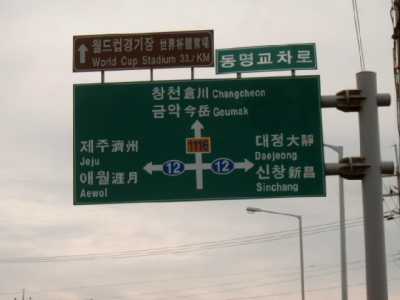 월드컵경기장 世界杯競技場
World Cup Stadium 33.7 KM
동명교차로
창천倉川 Changcheon
금악今岳 Geumak
1116
제주濟州
Jeju
애월涯月
Aewol
12
12
대정大靜
Daejeong
신창新昌
Sinchang